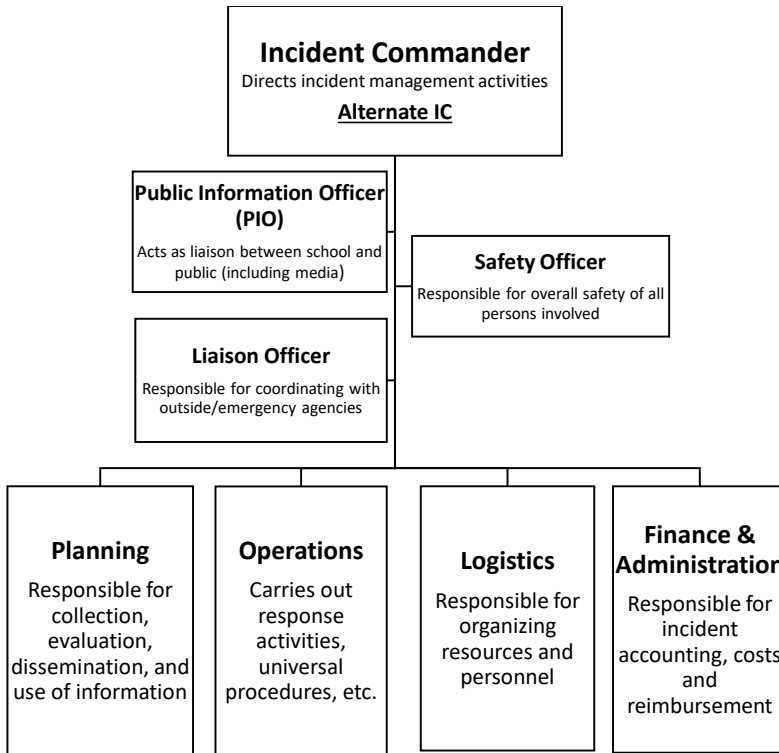 Incident Commander
Directs incident management activities
Alternate IC
Public Information Officer
(PIO)
Acts as liaison between school and
public (including media)
Safety Officer
Responsible for overall safety of all
persons involved
Liaison Officer
Responsible for coordinating with
outside/emergency agencies
Planning
Responsible for
collection,
evaluation,
dissemination, and
use of information
Operations
Carries out
response
activities,
universal
procedures, etc.
Logistics
Responsible for
organizing
resources and
personnel
Finance &
Administration
Responsible for
incident
accounting, costs
and
reimbursement